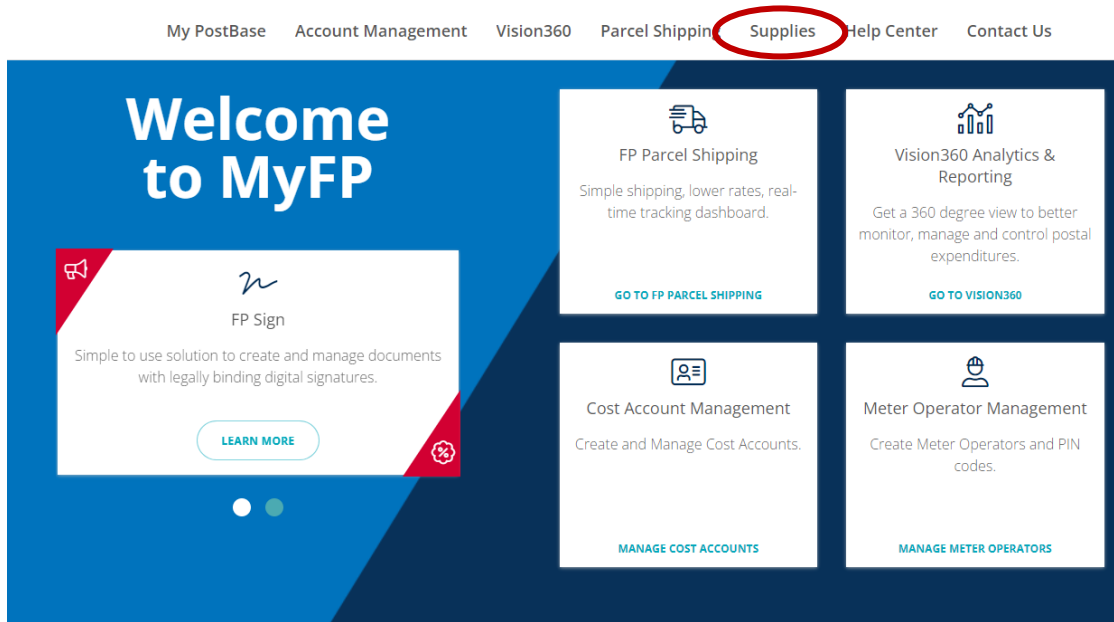 My PostBase Account Management Vision360 Parcel Shipping Supplies Help Center Contact Us
Welcome
to MyFP
FP Sign
Simple to use solution to create and manage documents
with legally binding digital signatures.
LEARN MORE
FP Parcel Shipping
Simple shipping, lower rates, real-
time tracking dashboard.
GO TO FP PARCEL SHIPPING
Vision360 Analytics &
Reporting
Get a 360 degree view to better
monitor, manage and control postal
expenditures.
GO TO VISION360
Cost Account Management
Create and Manage Cost Accounts.
MANAGE COST ACCOUNTS
Meter Operator Management
Create Meter Operators and PIN
codes.
MANAGE METER OPERATORS